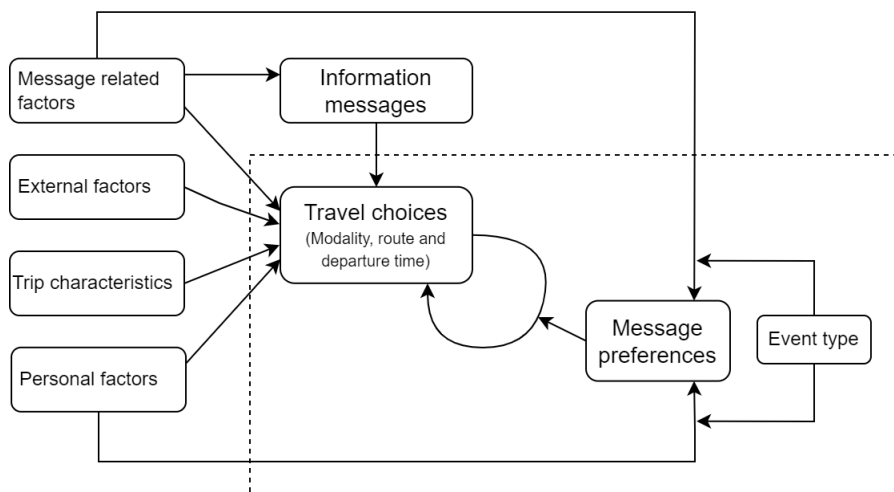 Message related
factors
Information
messages
External factors
Travel choices
(Modality, route and
departure time)
Trip characteristics
Message
preferences
Event type
Personal factors